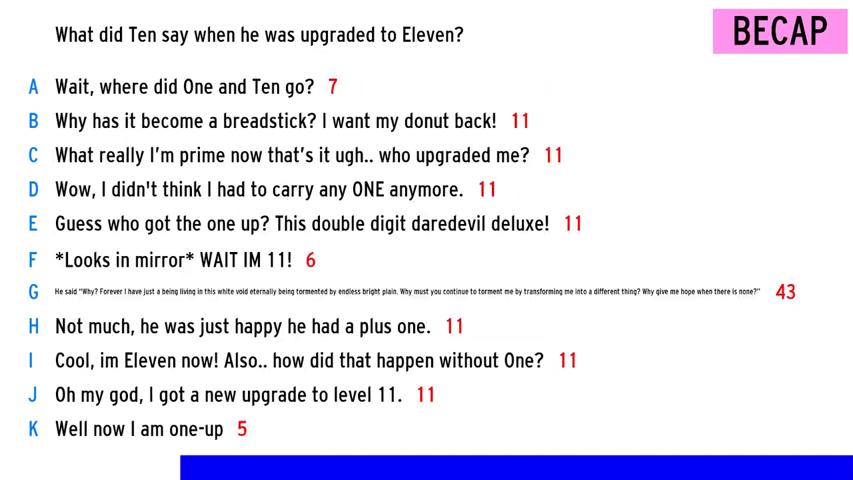 What did Ten say when he was upgraded to Eleven?
BECAP
A Wait, where did One and Ten go? 7
B Why has it become a breadstick? I want my donut back! 11
C What really I'm prime now that's it ugh.. who upgraded me? 11
D Wow, I didn't think I had to carry any ONE anymore. 11
E Guess who got the one up? This double digit daredevil deluxe! 11
F *Looks in mirror* WAIT IM 11! 6
G He said "Why? Forever I have just a being living in this white void eternally being tormented by endless bright plain. Why must you continue to torment me by transforming me into a different thing? Why give me hope when there is none?" 43
H Not much, he was just happy he had a plus one. 11
I Cool, im Eleven now! Also.. how did that happen without One? 11
J Oh my god, I got a new upgrade to level 11. 11
K Well now I am one-up 5